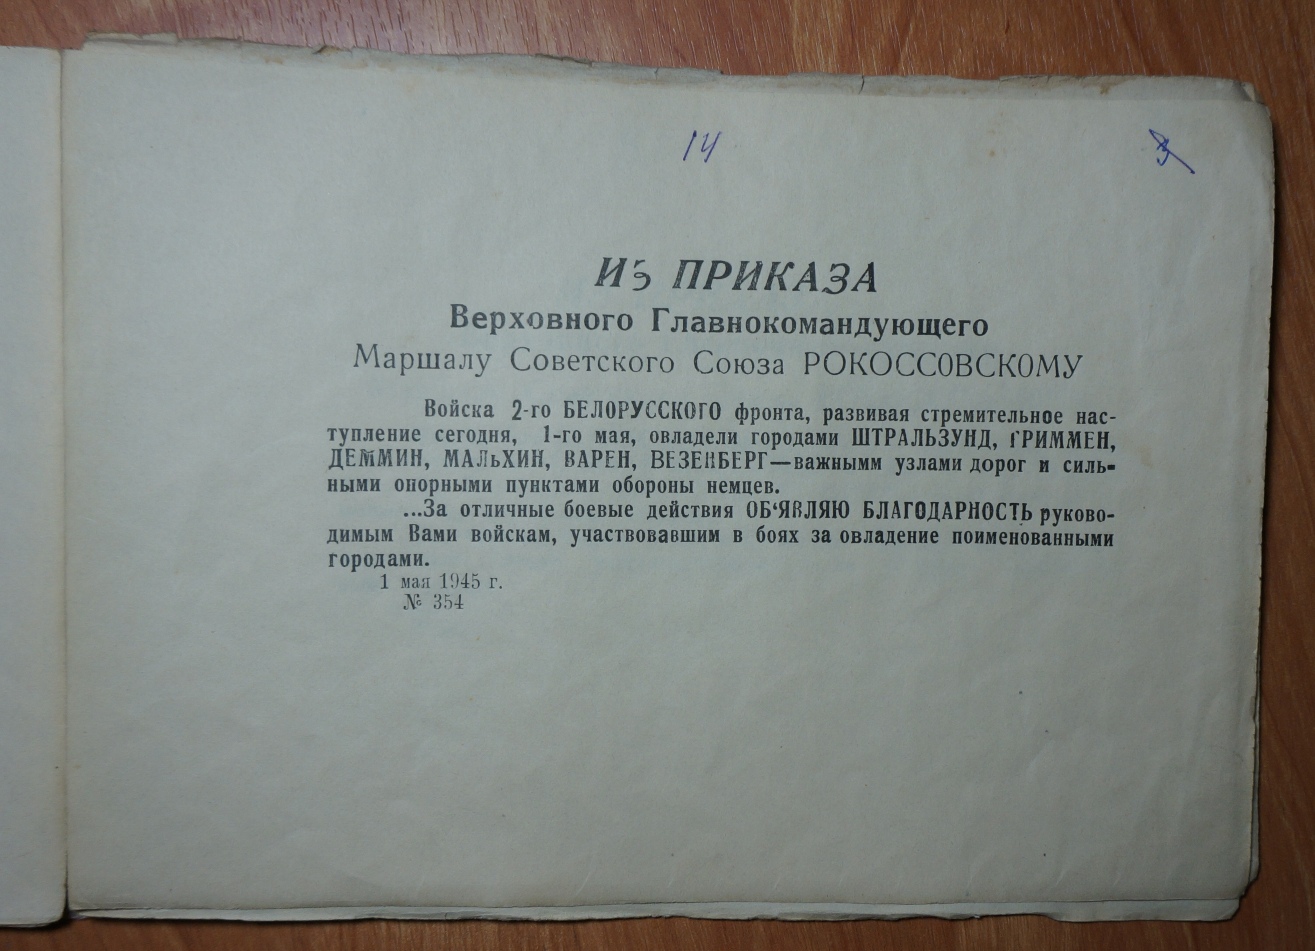 14
ИЗ ПРИКАЗА
Верховного Главнокомандующего
Маршалу Советского Союза РОКОССОВСКОМУ
Войска 2-го БЕЛОРУССКОГО фронта, развивая стремительное нас-
тупление сегодня, 1-го мая, овладели городами ШТРАЛЬЗУНД, ГРИММЕН,
ДЕММИН, МАЛЬХИН, ВАРЕН, ВЕЗЕНБЕРГ—важнымм узлами дорог и силь-
ными опорными пунктами обороны немцев.
...За отличные боевые действия ОБ‘ЯВЛЯЮ БЛАГОДАРНОСТЬ руково-
димым Вами войскам, участвовавшим в боях за овладение поименованными
городами.
1 мая 1945 г.
№ 354